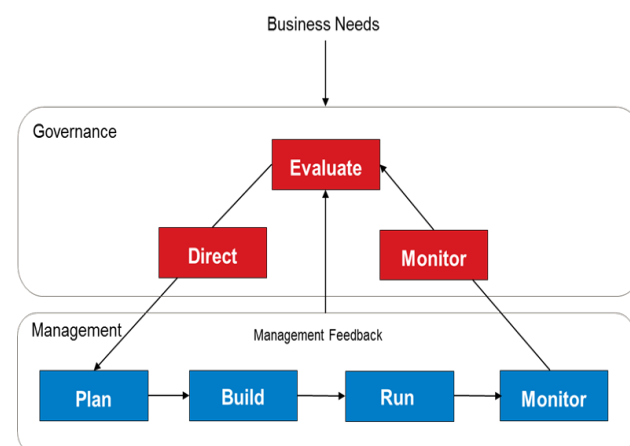 Business Needs
Governance
Evaluate
Direct
Monitor
Management
Management Feedback
Plan
Build
Run
Monitor